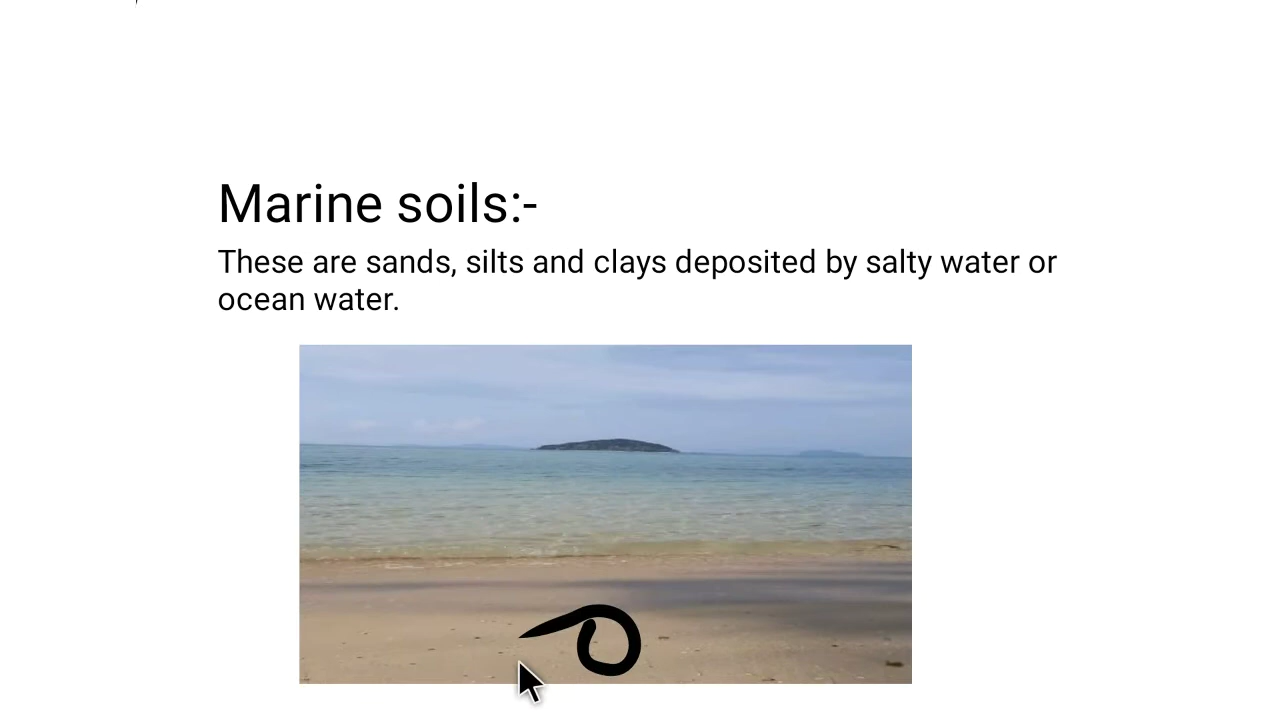 Marine soils:-
These are sands, silts and clays deposited by salty water or
ocean water.